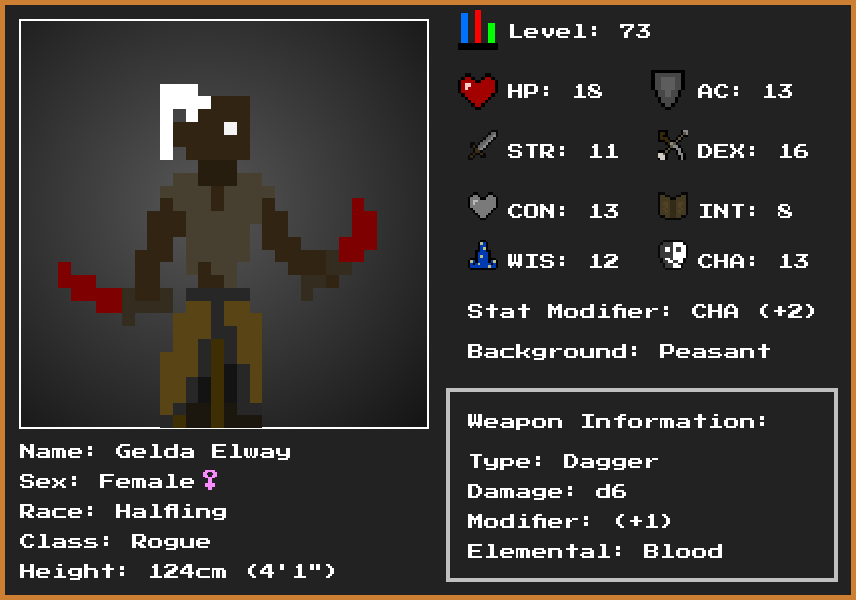 Level: 73
HP: 18
AC: 13
STR: 11
DEX: 16
CON: 13
INT: 8
WIS: 12
CHA: 13
Stat Modifier: CHA (+2)
Background: Peasant
Weapon Information:
Type: Dagger
Damage: d6
Modifier: (+1)
Elemental: Blood
Name: Gelda Elway
Sex: Female♀
Race: Halfling
Class: Rogue
Height: 124cm (4'1")